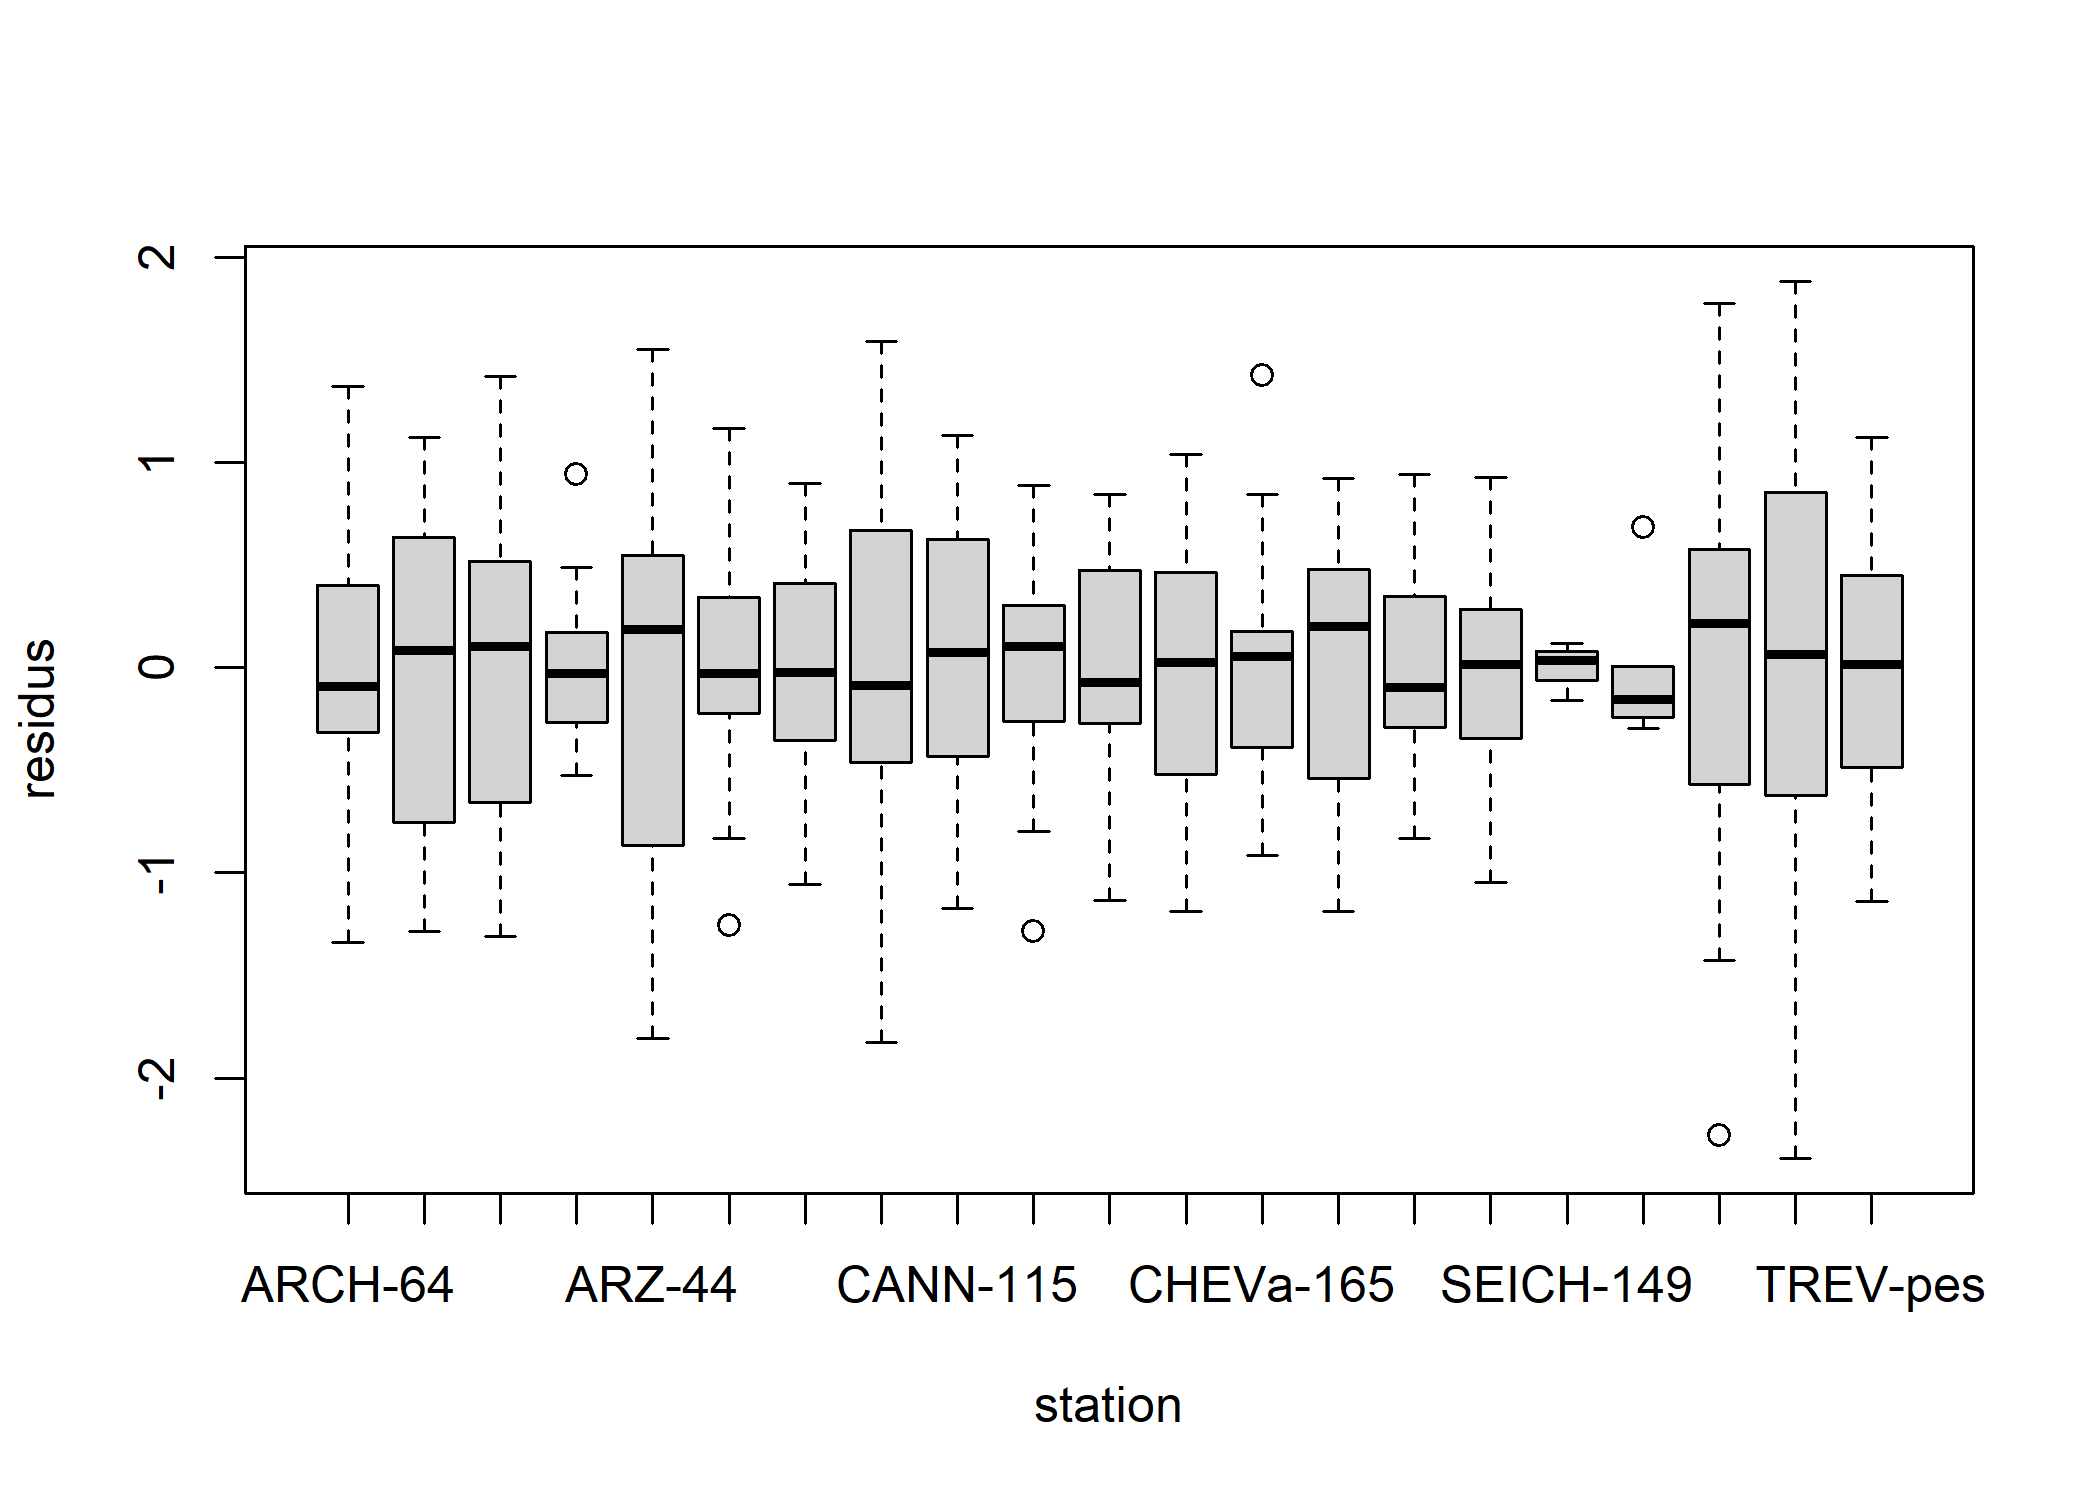 2
1
0
-1
-2
residus
ARCH-64 ARZ-44 CANN-115 CHEVa-165 SEICH-149 TREV-pes
station